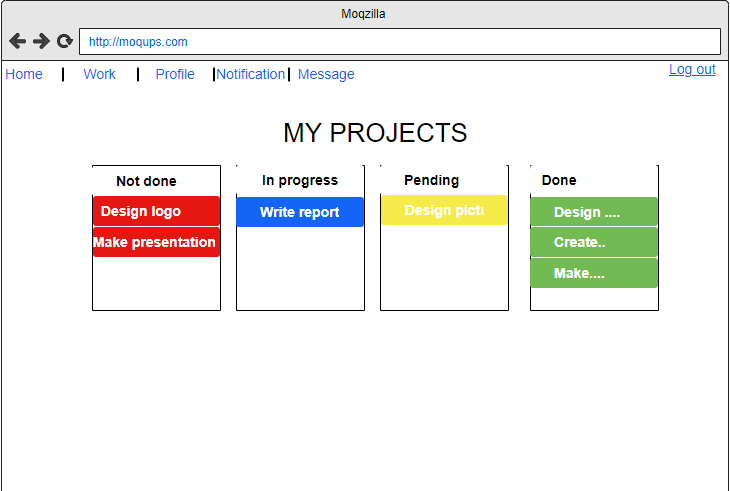 Moqzilla
http://moqups.com
Home | Work | Profile | Notification | Message
Log out
MY PROJECTS
Not done
Design logo
Make presentation
In progress
Write report
Pending
Design pict
Done
Design ....
Create..
Make....